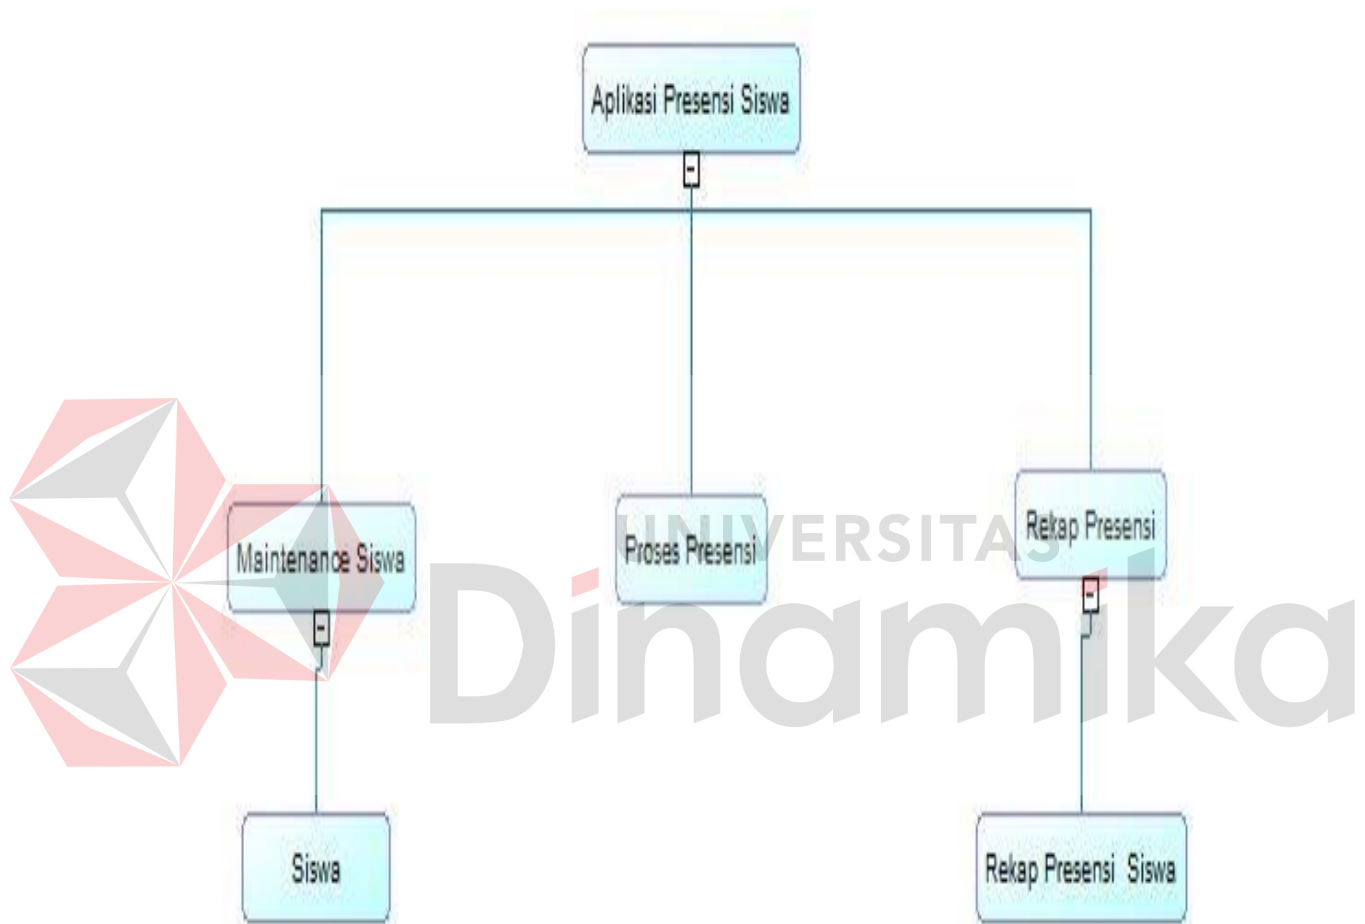 Aplikasi Presensi Siswa
Maintenance Siswa
Proses Presensi
Rekap Presensi
UNIVERSITAS
Dinamika
Siswa
Rekap Presensi Siswa